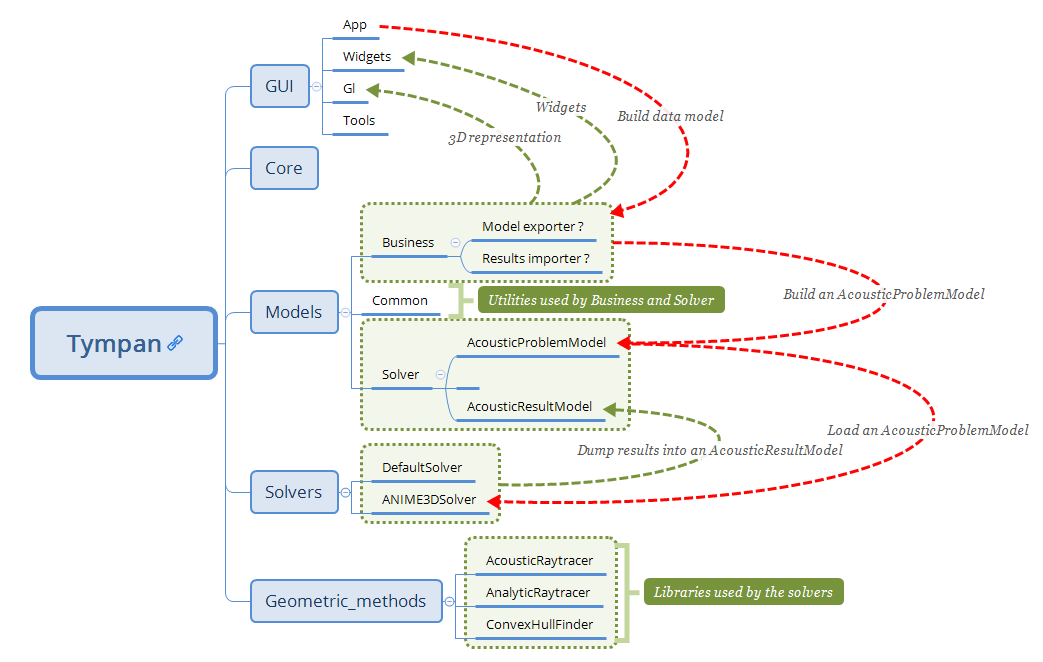 App
Widgets
GUI
Gl
Tools
Widgets
Build data model
3D representation
Core
Model exporter ?
Business
Results importer ?
Build an AcousticProblemModel
Common
Utilities used by Business and Solver
Models
Tympan
AcousticProblemModel
Solver
AcousticResultModel
Load an AcousticProblemModel
Dump results into an AcousticResultModel
DefaultSolver
Solvers
ANIME3DSolver
AcousticRaytracer
AnalyticRaytracer
Libraries used by the solvers
Geometric_methods
ConvexHullFinder